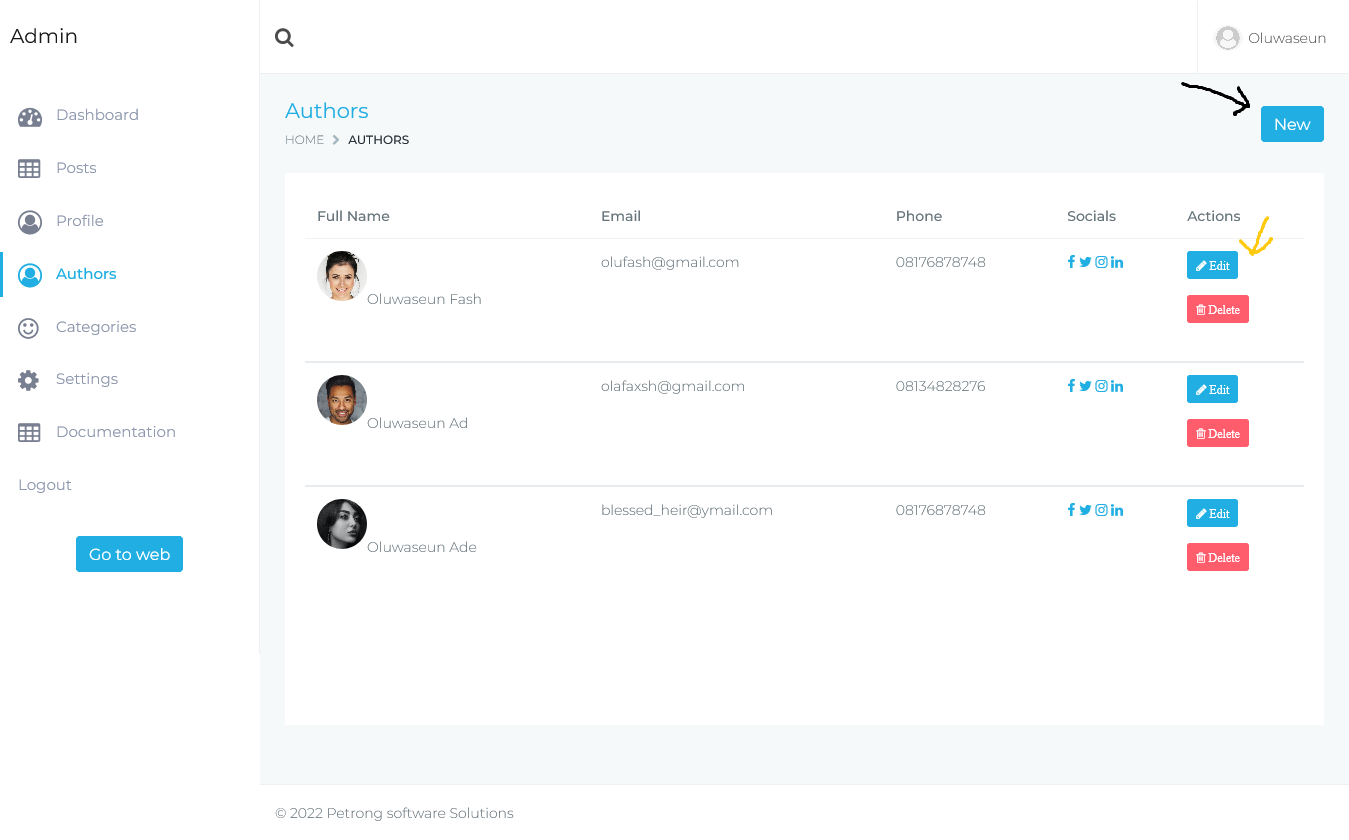 Admin
Oluwaseun
Dashboard
Posts
Profile
Authors
Categories
Settings
Documentation
Logout
Go to web
Authors
HOME AUTHORS
New
Full Name Email Phone Socials Actions
Oluwaseun Fash olufash@gmail.com 08176878748 Edit
Delete
Oluwaseun Ad olafaxsh@gmail.com 08134828276 Edit
Delete
Oluwaseun Ade blessed_heir@ymail.com 08176878748 Edit
Delete
© 2022 Petrong software Solutions